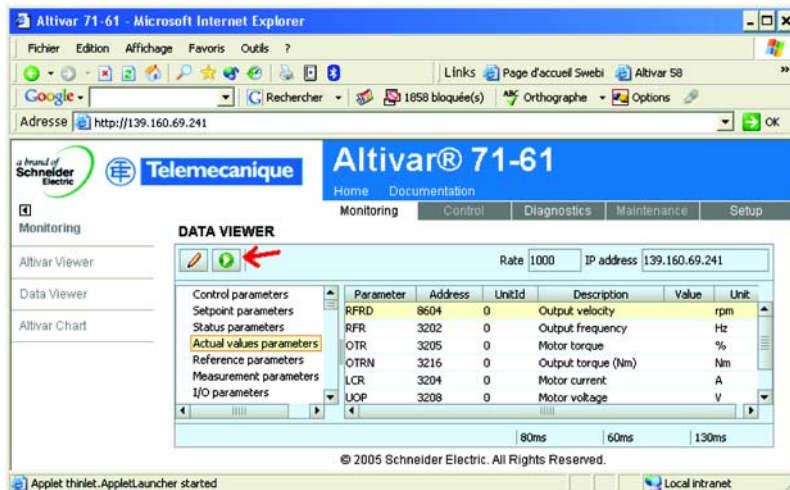 Altivar 71-61 - Microsoft Internet Explorer
Fichier Edition Affichage Favoris Outils ?
Links Page d'accueil Swebi Altivar 58 »
Google Rechercher 1858 bloquée(s) ABC Orthographe Options
Adresse http://139.160.69.241 OK
a brand of
Schneider
Electric
Telemecanique
Altivar® 71-61
Home Documentation
Monitoring Control Diagnostics Maintenance Setup
Monitoring
Altivar Viewer
Data Viewer
Altivar Chart
DATA VIEWER
Rate 1000 IP address 139.160.69.241
Control parameters
Setpoint parameters
Status parameters
Actual values parameters
Reference parameters
Measurement parameters
I/O parameters
Parameter Address UnitId Description Value Unit
RFRD 8604 0 Output velocity rpm
RFR 3202 0 Output frequency Hz
OTR 3205 0 Motor torque %
OTRN 3216 0 Output torque (Nm) Nm
LCR 3204 0 Motor current A
UOP 3208 0 Motor voltage V
80ms 60ms 130ms
© 2005 Schneider Electric. All Rights Reserved.
Applet thinlet.AppletLauncher started Local intranet